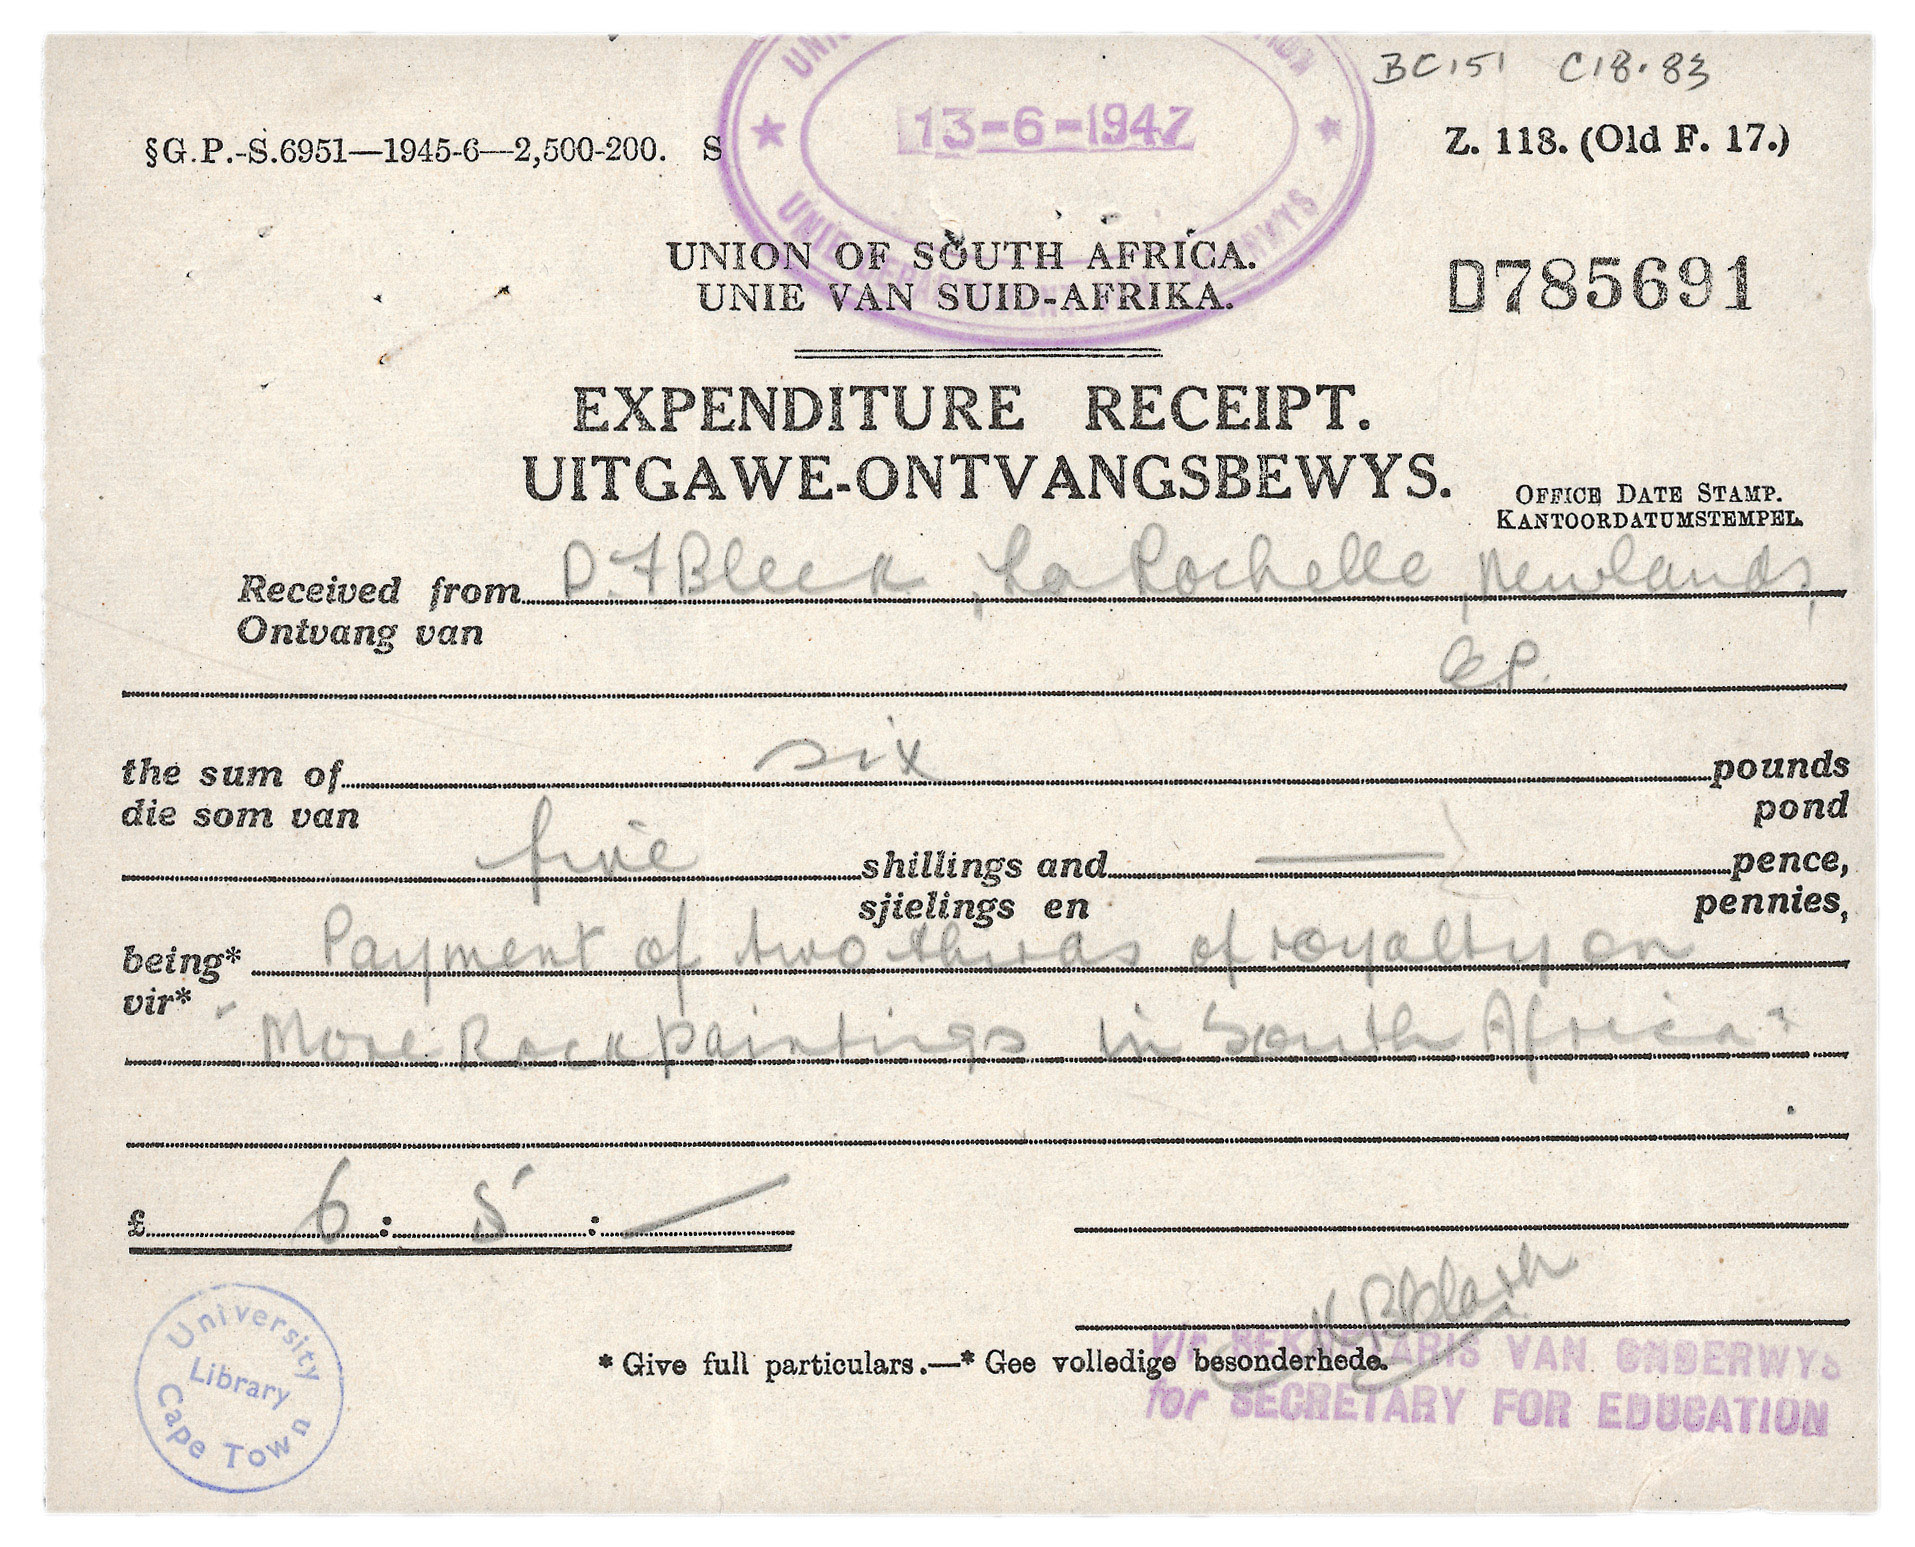 BC151 C18.83
13-6-1947
§G.P.-S.6951—1945-6—2,500-200. S
Z. 118. (Old F. 17.)
UNION OF SOUTH AFRICA.
UNIE VAN SUID-AFRIKA.
D785691
EXPENDITURE RECEIPT.
UITGAWE-ONTVANGSBEWYS.
OFFICE DATE STAMP.
KANTOORDATUMSTEMPEL.
Received from D. F Bleek, La Rochelle, Newlands,
Ontvang van
CP.
the sum of six pounds
die som van pond
five shillings and — pence,
sjielings en pennies,
being* Payment of two thirds of royalty on
vir*
"More Rock paintings in South Africa"
£ 6 : 5 : —
* Give full particulars.—* Gee volledige besonderhede.
v/r SEKRETARIS VAN ONDERWYS
for SECRETARY FOR EDUCATION
University
Library
Cape Town